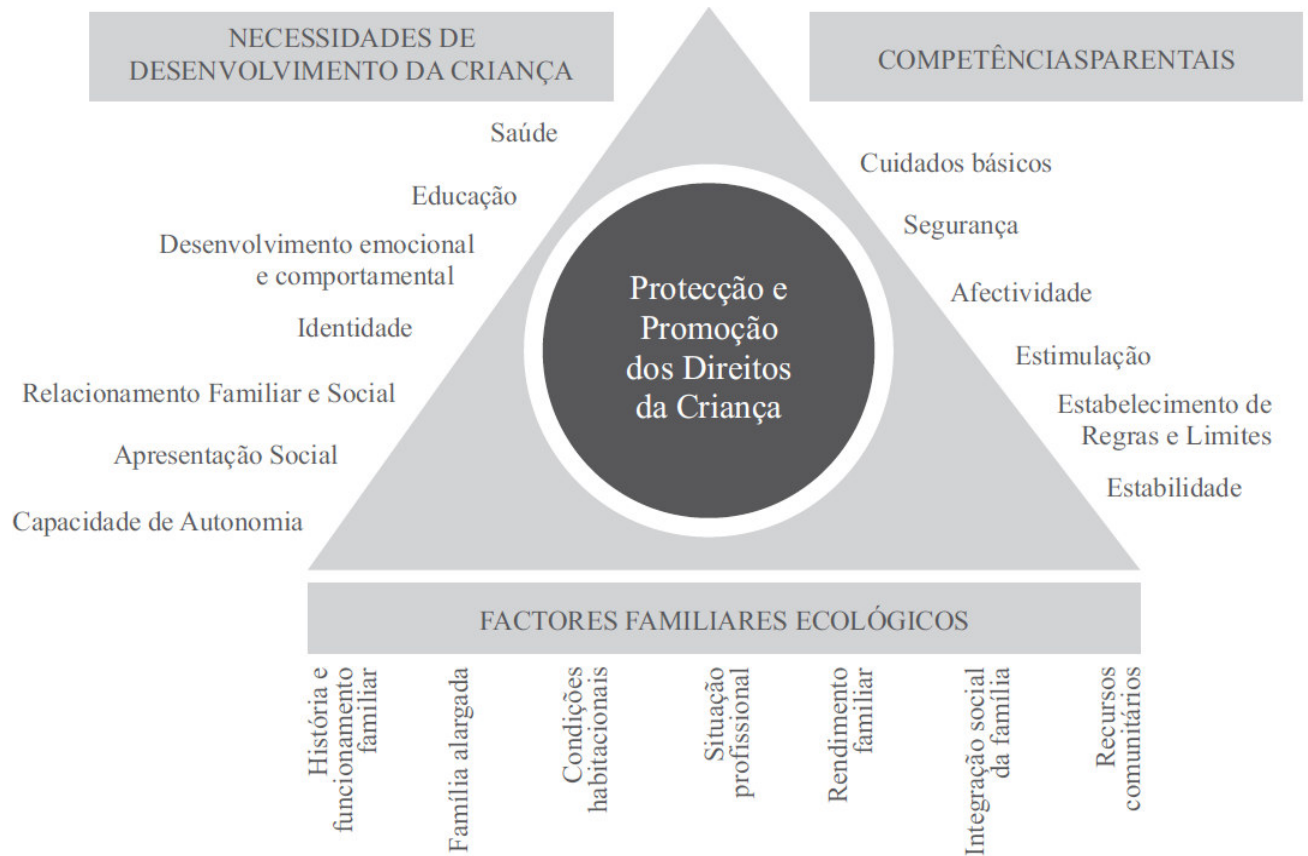 NECESSIDADES DE
DESENVOLVIMENTO DA CRIANÇA
Saúde
Educação
Desenvolvimento emocional
e comportamental
Identidade
Relacionamento Familiar e Social
Apresentação Social
Capacidade de Autonomia
COMPETÊNCIASPARENTAIS
Cuidados básicos
Segurança
Afectividade
Estimulação
Estabelecimento de
Regras e Limites
Estabilidade
Protecção e
Promoção
dos Direitos
da Criança
FACTORES FAMILIARES ECOLÓGICOS
História e
funcionamento
familiar
Família alargada
Condições
habitacionais
Situação
profissional
Rendimento
familiar
Integração social
da família
Recursos
comunitários